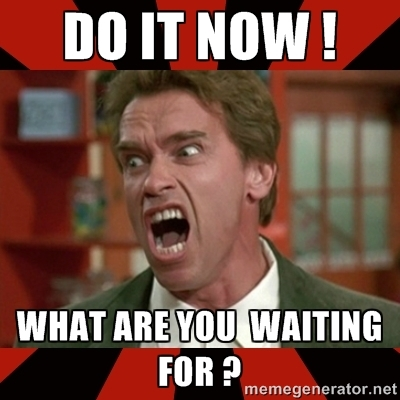 DO IT NOW !
WHAT ARE YOU WAITING
FOR ?
memegenerator.net